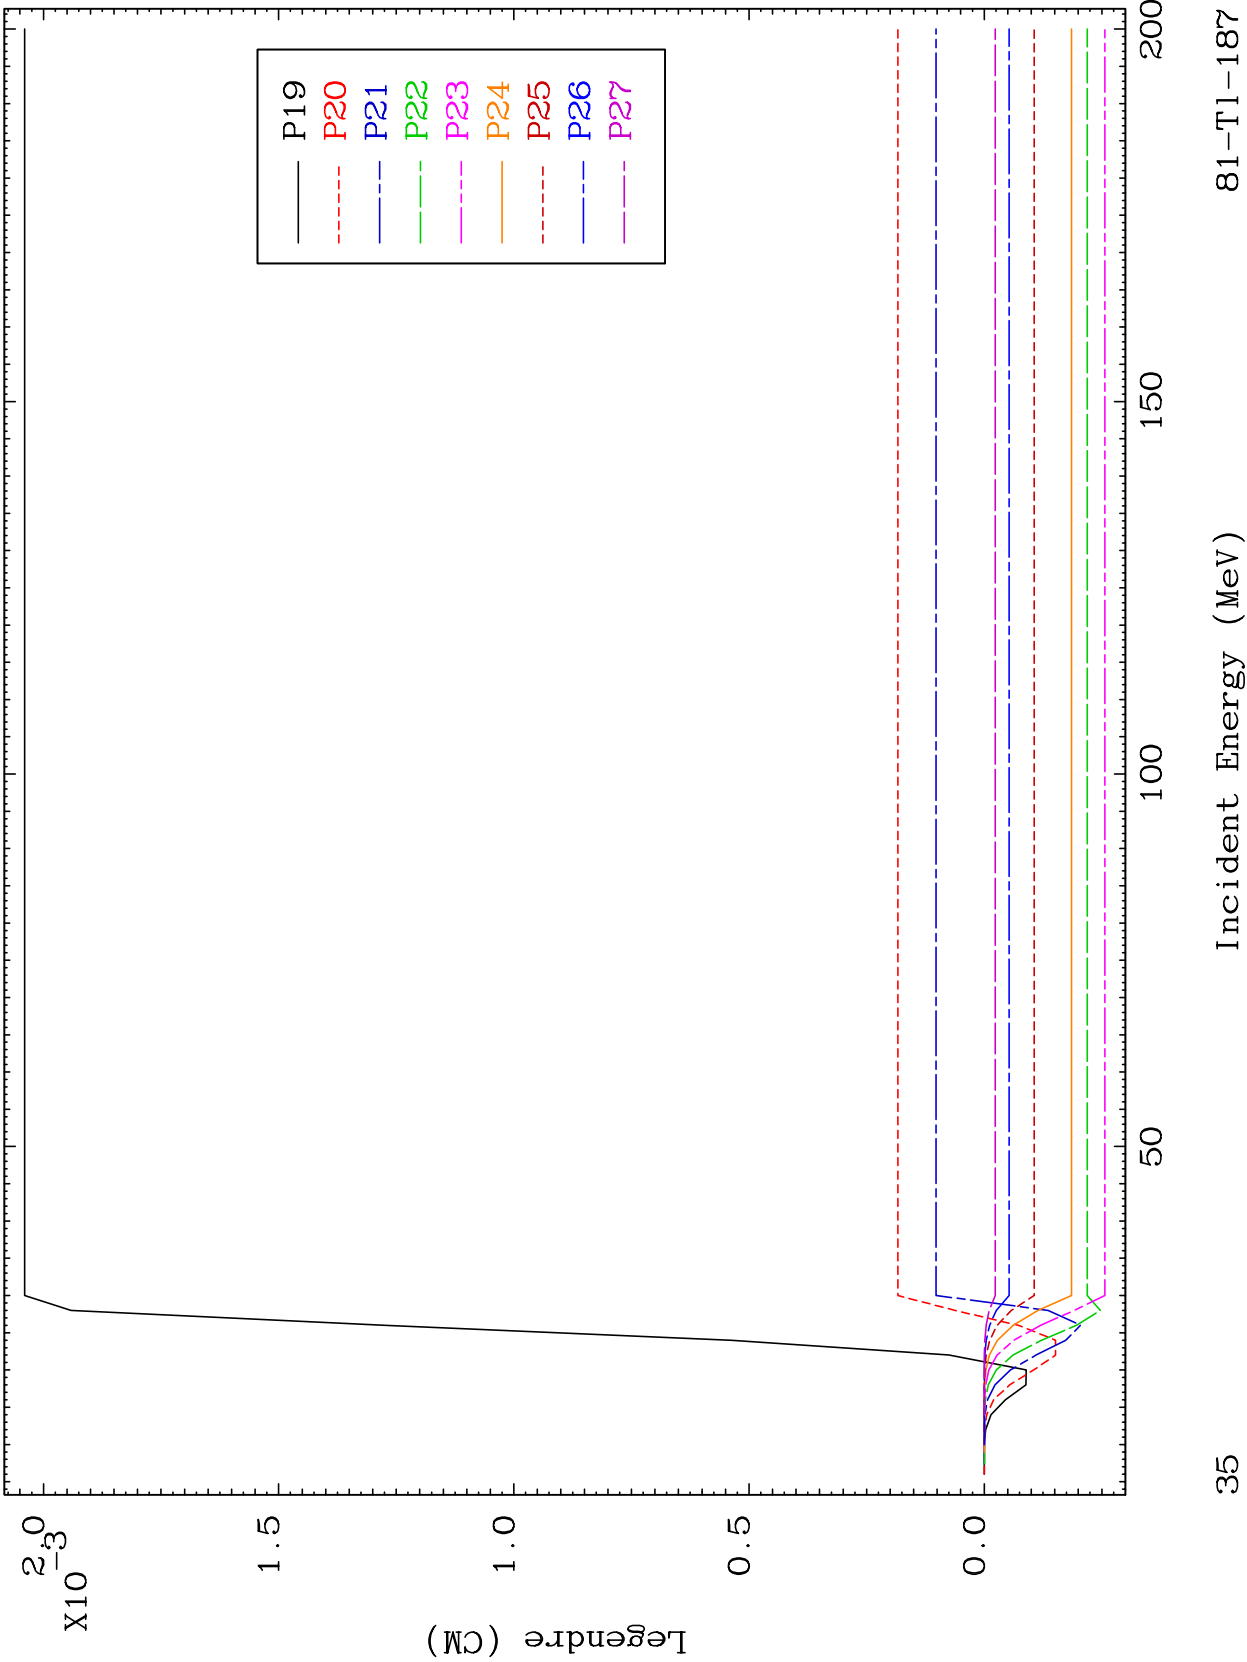 2.0
X10-3
1.5
1.0
0.5
0.0
Legendre (CM)
P19
P20
P21
P22
P23
P24
P25
P26
P27
50
100
150
200
Incident Energy (MeV)
35
81-Tl-187